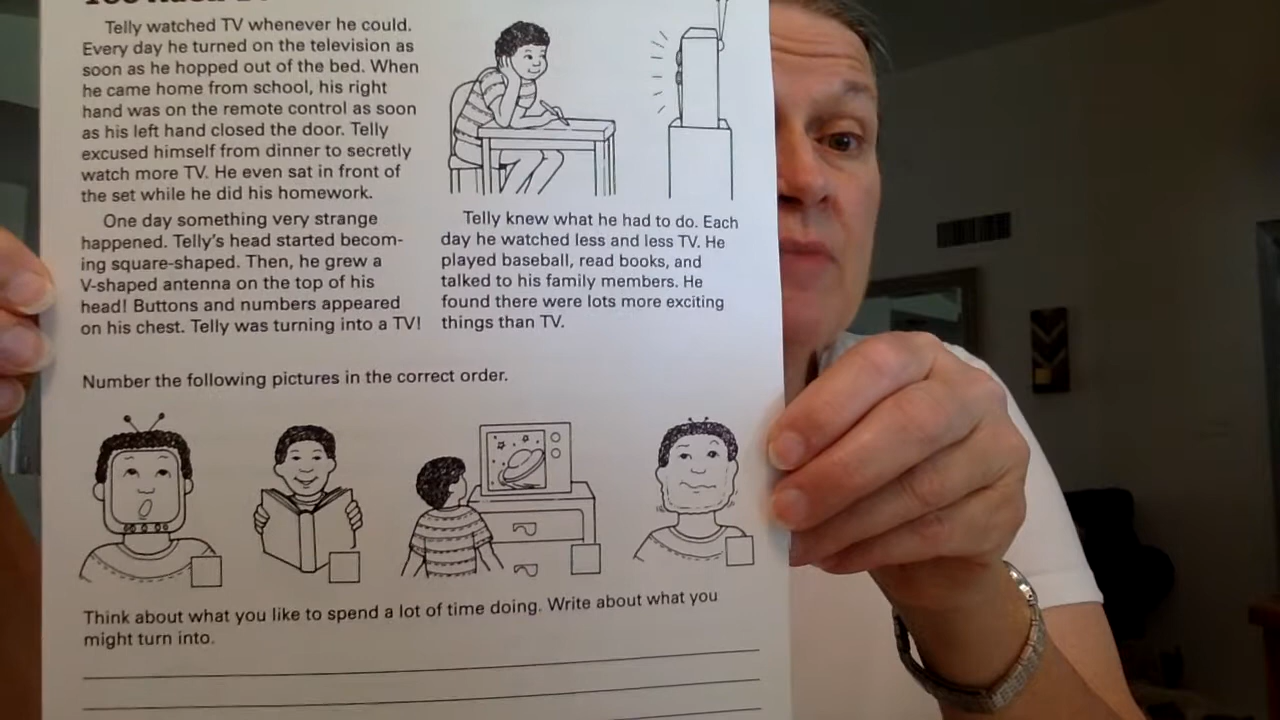 Telly watched TV whenever he could.
Every day he turned on the television as
soon as he hopped out of the bed. When
he came home from school, his right
hand was on the remote control as soon
as his left hand closed the door. Telly
excused himself from dinner to secretly
watch more TV. He even sat in front of
the set while he did his homework.
One day something very strange
happened. Telly's head started becom-
ing square-shaped. Then, he grew a
V-shaped antenna on the top of his
head! Buttons and numbers appeared
on his chest. Telly was turning into a TV!
Telly knew what he had to do. Each
day he watched less and less TV. He
played baseball, read books, and
talked to his family members. He
found there were lots more exciting
things than TV.
Number the following pictures in the correct order.
Think about what you like to spend a lot of time doing. Write about what you
might turn into.